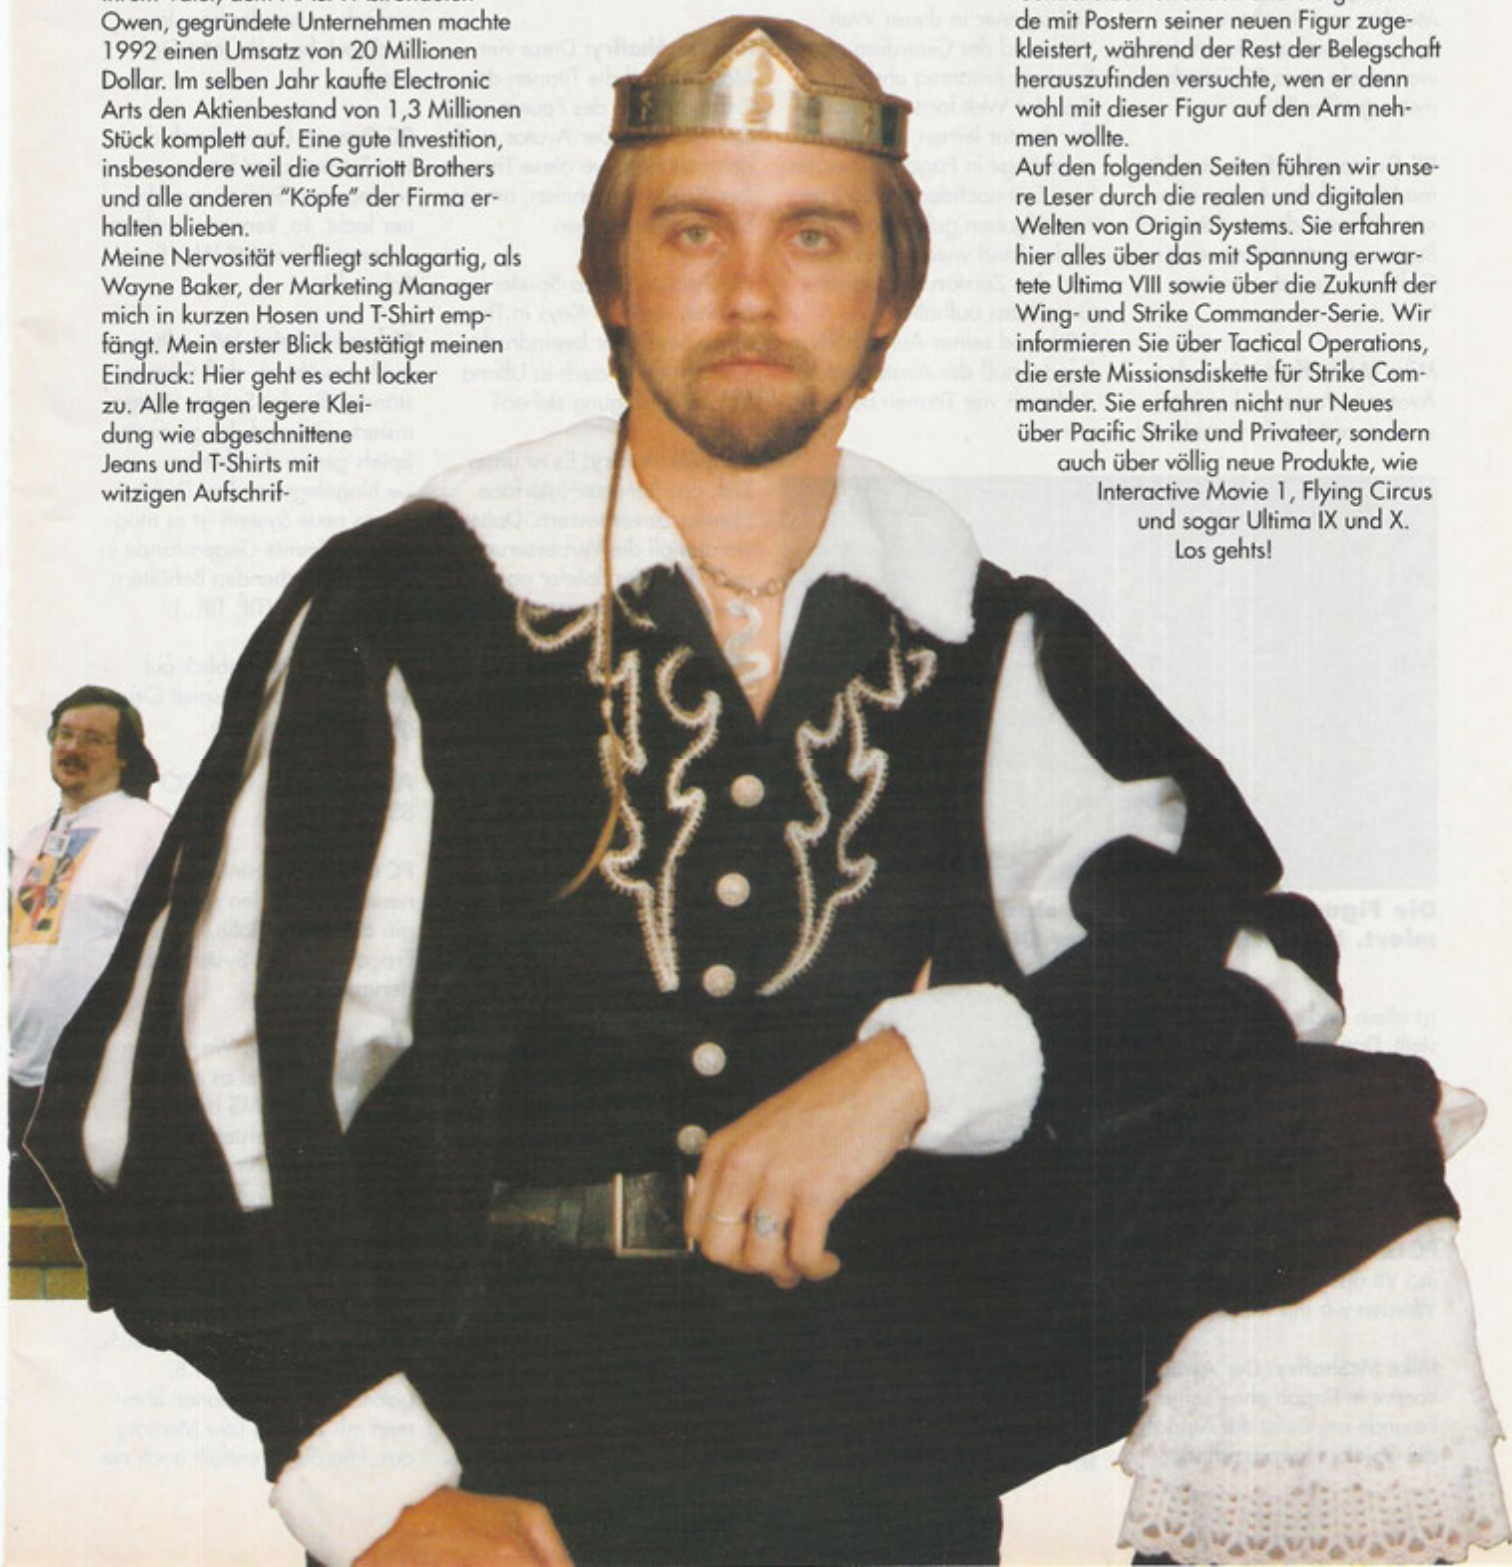 Owen, gegründete Unternehmen machte
1992 einen Umsatz von 20 Millionen
Dollar. Im selben Jahr kaufte Electronic
Arts den Aktienbestand von 1,3 Millionen
Stück komplett auf. Eine gute Investition,
insbesondere weil die Garriott Brothers
und alle anderen “Köpfe” der Firma er-
halten blieben.
Meine Nervosität verfliegt schlagartig, als
Wayne Baker, der Marketing Manager
mich in kurzen Hosen und T-Shirt emp-
fängt. Mein erster Blick bestätigt meinen
Eindruck: Hier geht es echt locker
zu. Alle tragen legere Klei-
dung wie abgeschnittene
Jeans und T-Shirts mit
witzigen Aufschrif-
de mit Postern seiner neuen Figur zuge-
kleistert, während der Rest der Belegschaft
herauszufinden versuchte, wen er denn
wohl mit dieser Figur auf den Arm neh-
men wollte.
Auf den folgenden Seiten führen wir unse-
re Leser durch die realen und digitalen
Welten von Origin Systems. Sie erfahren
hier alles über das mit Spannung erwar-
tete Ultima VIII sowie über die Zukunft der
Wing- und Strike Commander-Serie. Wir
informieren Sie über Tactical Operations,
die erste Missionsdiskette für Strike Com-
mander. Sie erfahren nicht nur Neues
über Pacific Strike und Privateer, sondern
auch über völlig neue Produkte, wie
Interactive Movie 1, Flying Circus
und sogar Ultima IX und X.
Los gehts!